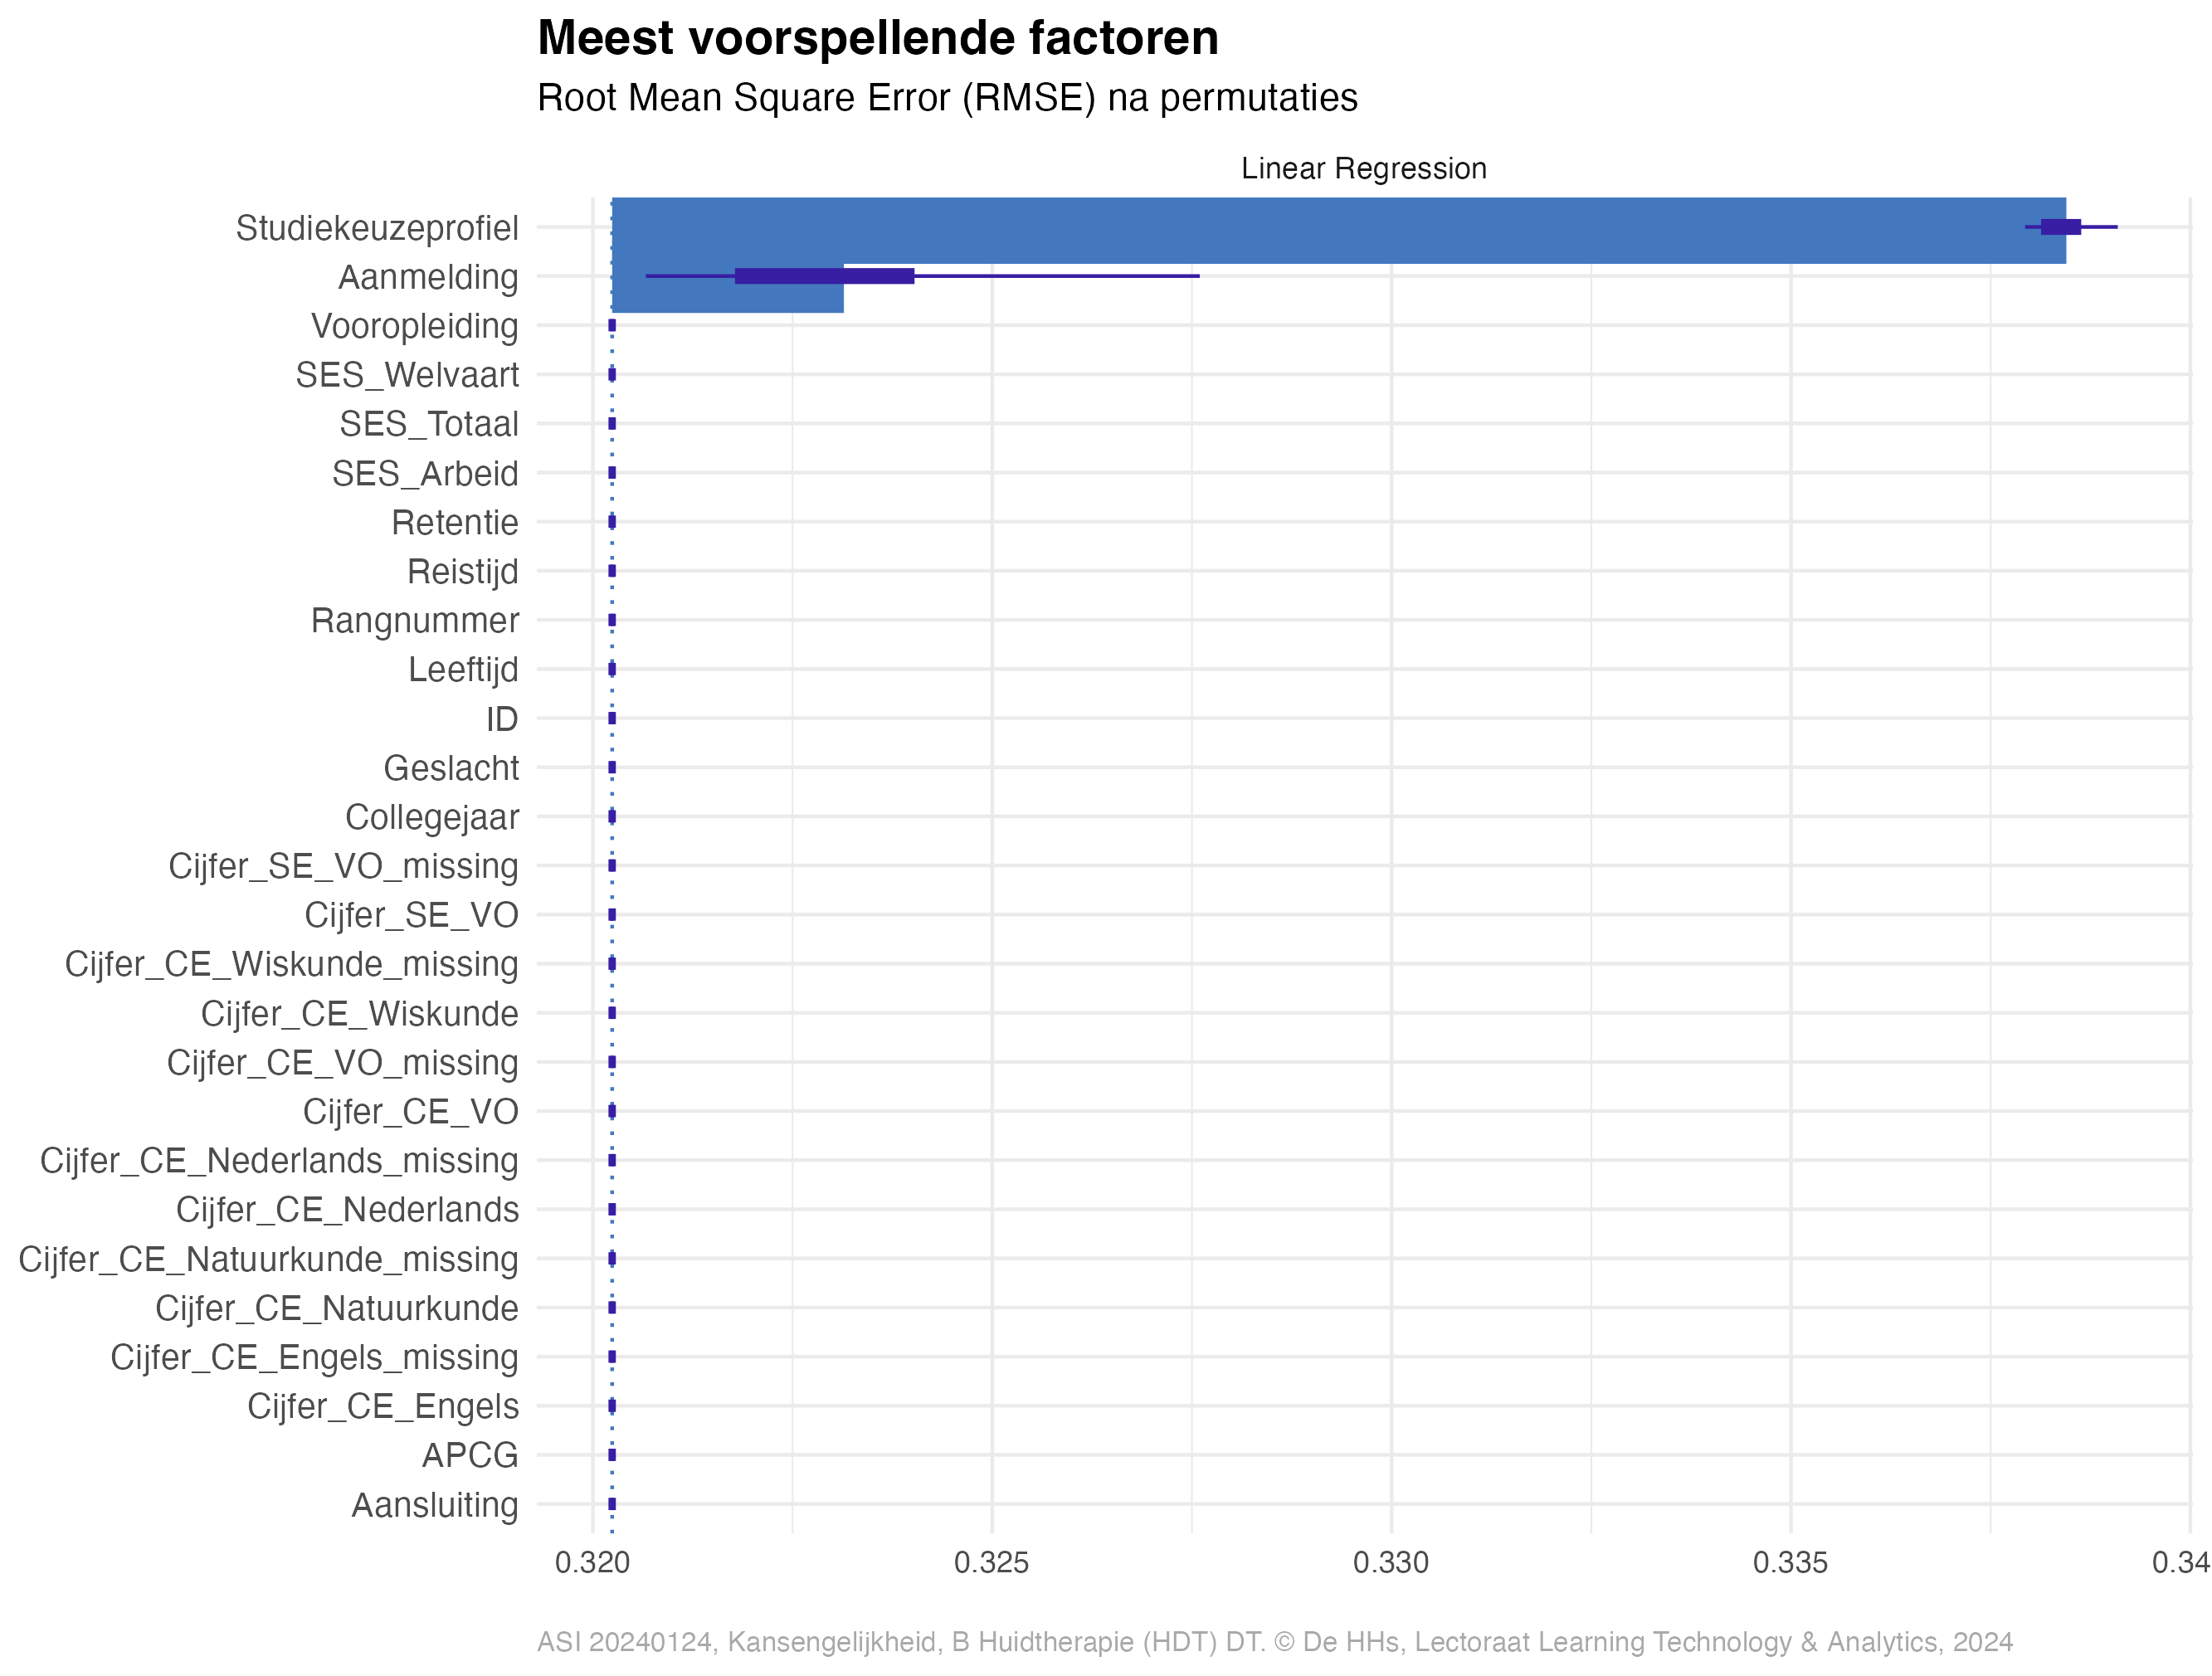 Meest voorspellende factoren
Root Mean Square Error (RMSE) na permutaties
Linear Regression
Studiekeuzeprofiel
Aanmelding
Vooropleiding
SES_Welvaart
SES_Totaal
SES_Arbeid
Retentie
Reistijd
Rangnummer
Leeftijd
ID
Geslacht
Collegejaar
Cijfer_SE_VO_missing
Cijfer_SE_VO
Cijfer_CE_Wiskunde_missing
Cijfer_CE_Wiskunde
Cijfer_CE_VO_missing
Cijfer_CE_VO
Cijfer_CE_Nederlands_missing
Cijfer_CE_Nederlands
Cijfer_CE_Natuurkunde_missing
Cijfer_CE_Natuurkunde
Cijfer_CE_Engels_missing
Cijfer_CE_Engels
APCG
Aansluiting
0.320 0.325 0.330 0.335 0.34
ASI 20240124, Kansengelijkheid, B Huidtherapie (HDT) DT. © De HHs, Lectoraat Learning Technology & Analytics, 2024